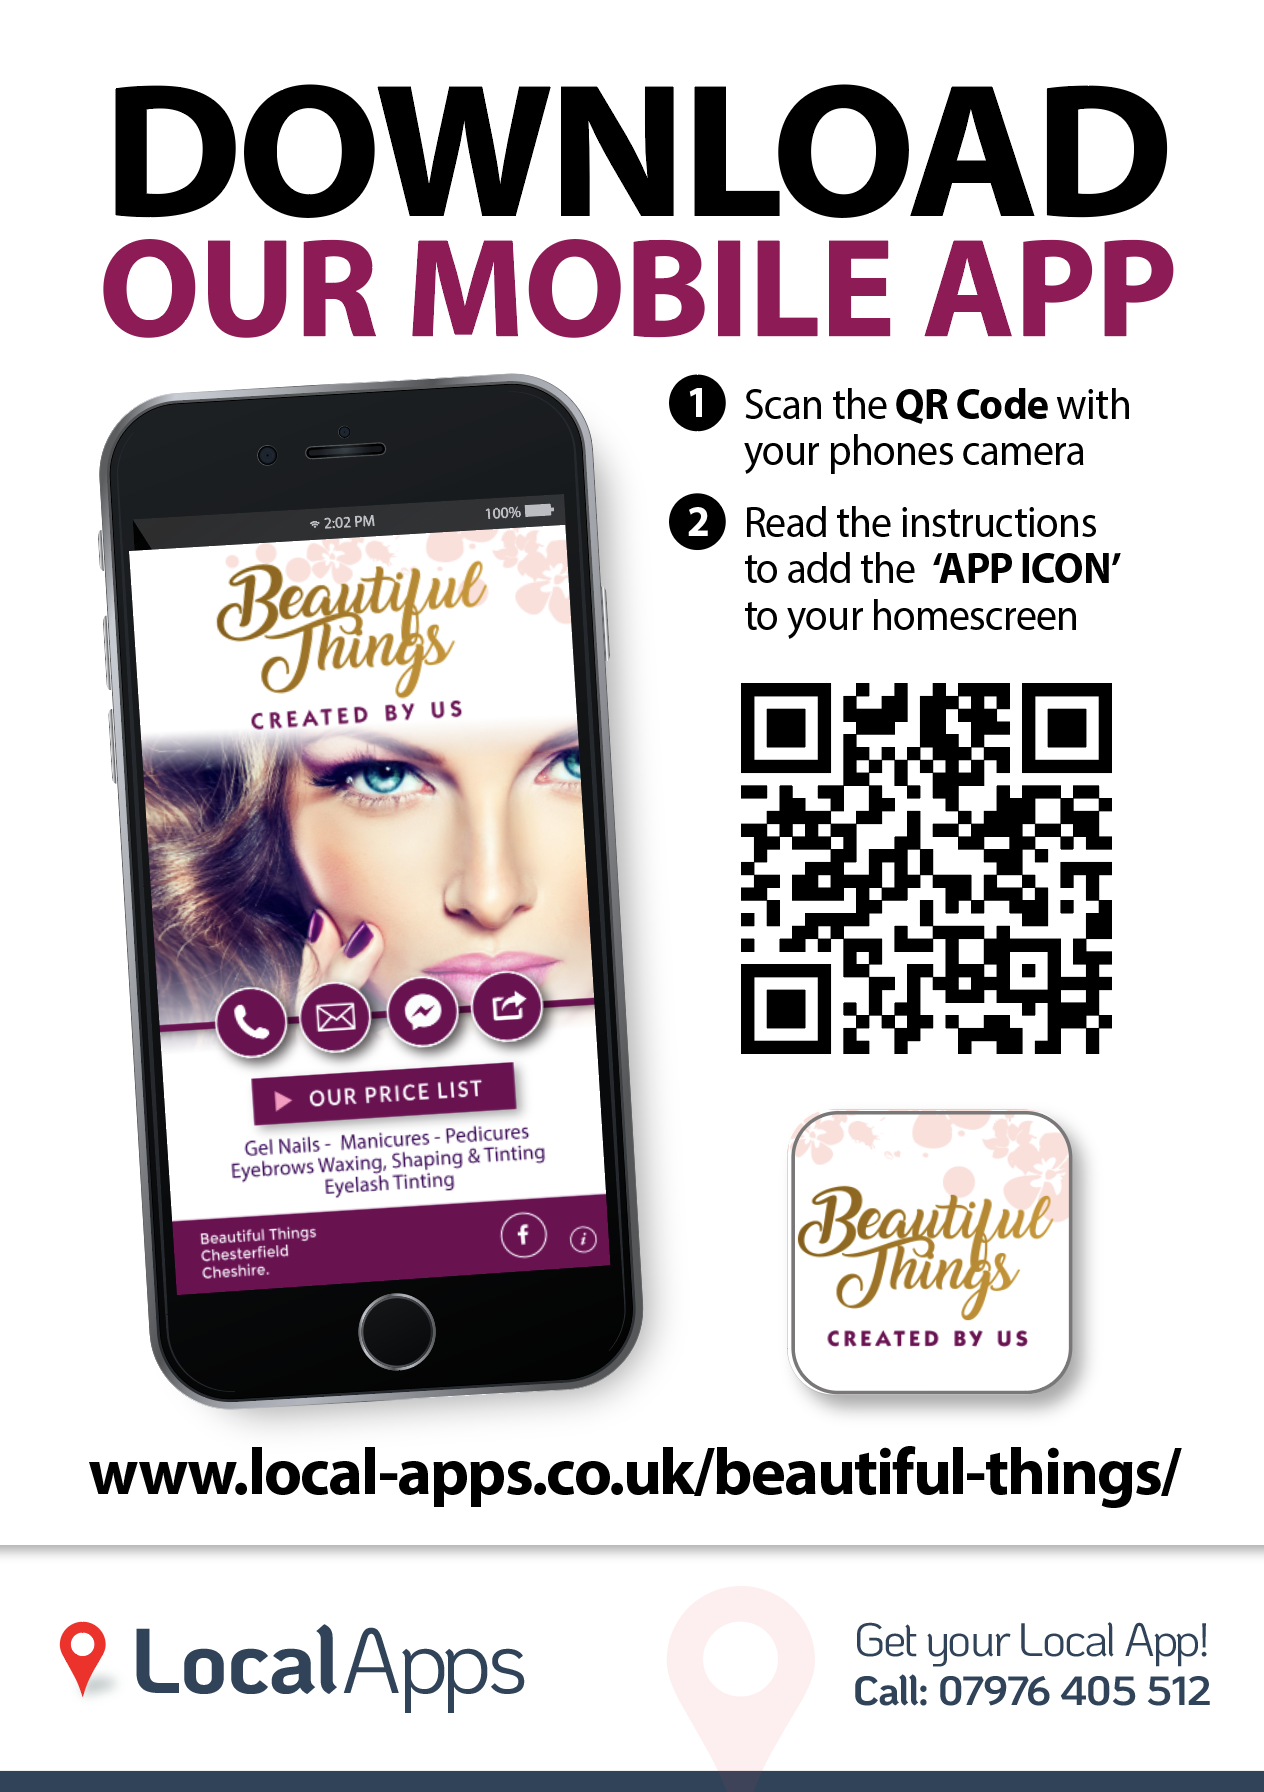 DOWNLOAD
OUR MOBILE APP
1 Scan the QR Code with
your phones camera
2 Read the instructions
to add the ‘APP ICON’
to your homescreen
2:02 PM 100%
Beautiful
Things
CREATED BY US
OUR PRICE LIST
Gel Nails - Manicures - Pedicures
Eyebrows Waxing, Shaping & Tinting
Eyelash Tinting
Beautiful Things
Chesterfield
Cheshire.
f i
Beautiful
Things
CREATED BY US
www.local-apps.co.uk/beautiful-things/
LocalApps
Get your Local App!
Call: 07976 405 512